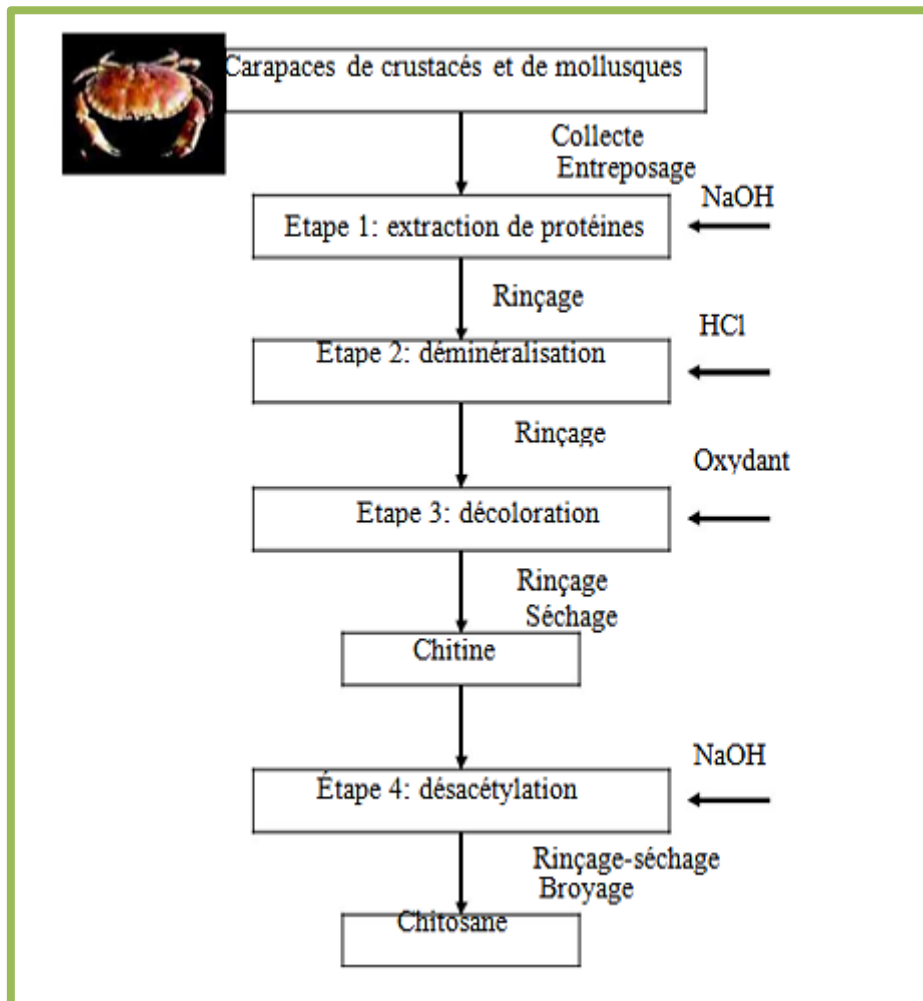 Carapaces de crustacés et de mollusques
Collecte
Entreposage
NaOH
Etape 1: extraction de protéines
Rinçage
HCl
Etape 2: déminéralisation
Rinçage
Oxydant
Etape 3: décoloration
Rinçage
Séchage
Chitine
NaOH
Étape 4: désacétylation
Rinçage-séchage
Broyage
Chitosane